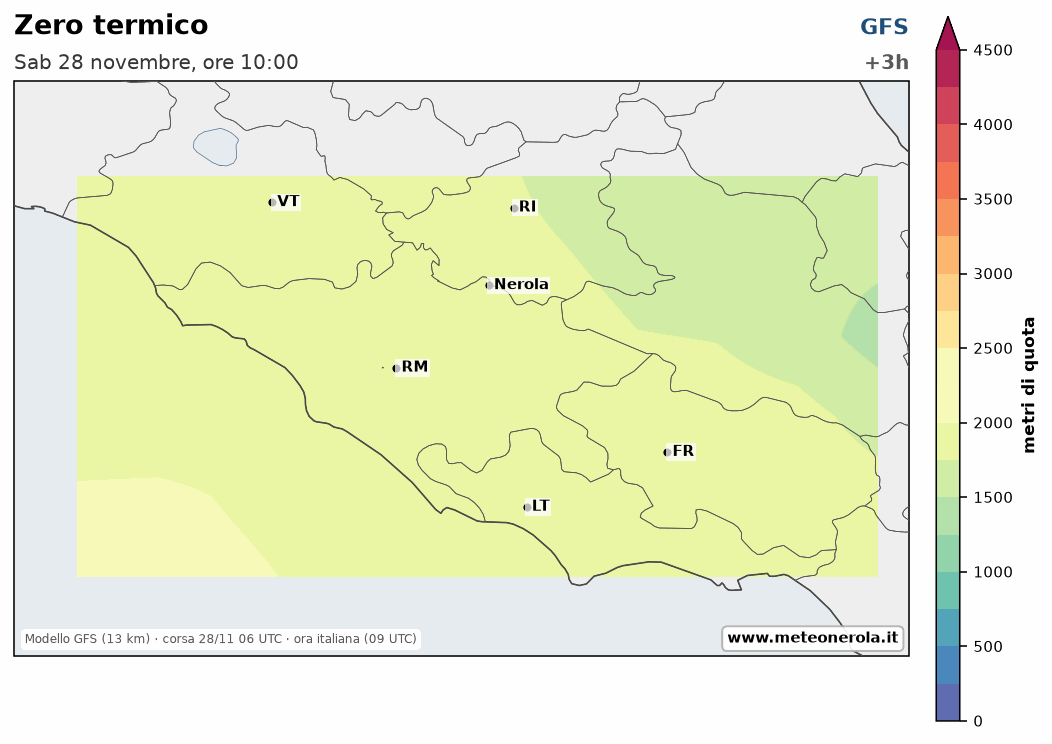 Zero termico
GFS
Sab 28 novembre, ore 10:00
+3h
VT
RI
Nerola
RM
FR
LT
Modello GFS (13 km) · corsa 28/11 06 UTC · ora italiana (09 UTC)
www.meteonerola.it
4500
4000
3500
3000
2500
2000
1500
1000
500
0
metri di quota